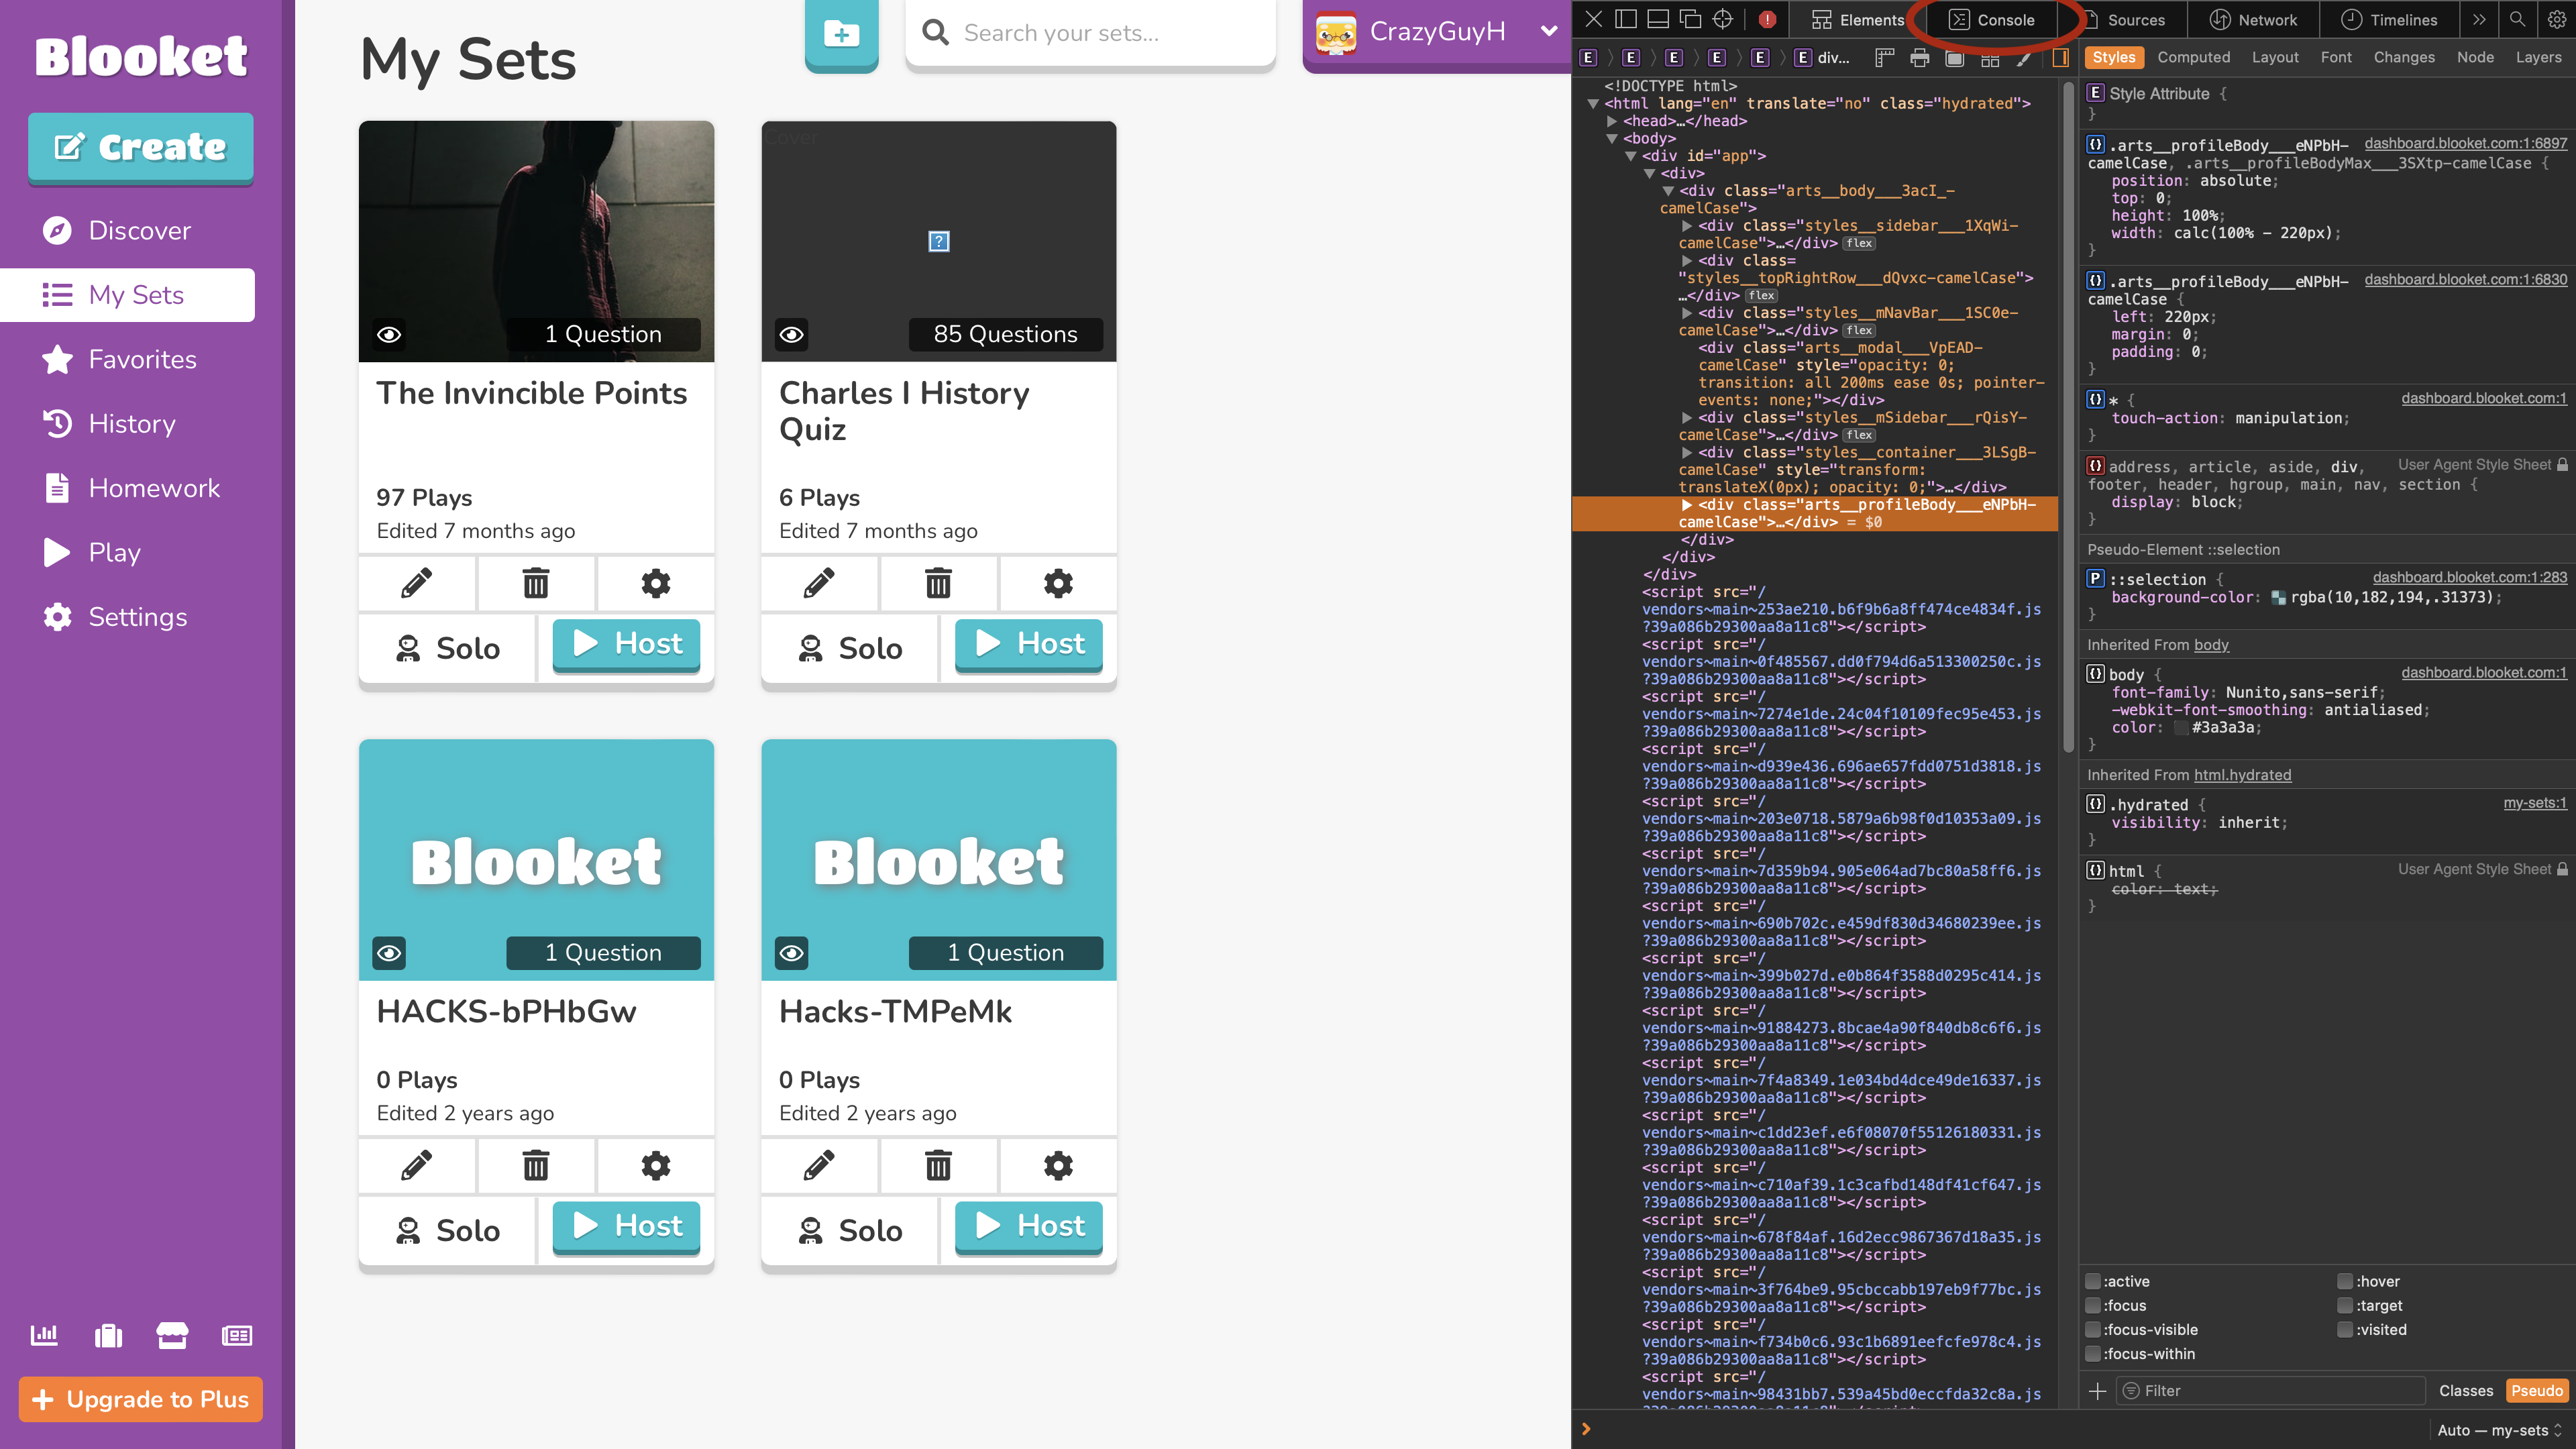 Blooket
Create
Discover
My Sets
Favorites
History
Homework
Play
Settings
Upgrade to Plus
My Sets
Search your sets...
CrazyGuyH
1 Question
The Invincible Points
97 Plays
Edited 7 months ago
Solo
Host
Cover
85 Questions
Charles I History
Quiz
6 Plays
Edited 7 months ago
Solo
Host
Blooket
1 Question
HACKS-bPHbGw
0 Plays
Edited 2 years ago
Solo
Host
Blooket
1 Question
Hacks-TMPeMk
0 Plays
Edited 2 years ago
Solo
Host
Elements
Console
Sources
Network
Timelines
E E E E E E div...
<!DOCTYPE html>
<html lang="en" translate="no" class="hydrated">
<head>…</head>
<body>
<div id="app">
<div>
<div class="arts__body___3acI_-
camelCase">
<div class="styles__sidebar___1XqWi-
camelCase">…</div> flex
<div class=
"styles__topRightRow___dQvxc-camelCase">
…</div> flex
<div class="styles__mNavBar___1SC0e-
camelCase">…</div> flex
<div class="arts__modal___VpEAD-
camelCase" style="opacity: 0;
transition: all 200ms ease 0s; pointer-
events: none;"></div>
<div class="styles__mSidebar___rQisY-
camelCase">…</div> flex
<div class="styles__container___3LSgB-
camelCase" style="transform:
translateX(0px); opacity: 0;">…</div>
<div class="arts__profileBody___eNPbH-
camelCase">…</div> = $0
</div>
</div>
</div>
<script src="/
vendors~main~253ae210.b6f9b6a8ff474ce4834f.js
?39a086b29300aa8a11c8"></script>
<script src="/
vendors~main~0f485567.dd0f794d6a513300250c.js
?39a086b29300aa8a11c8"></script>
<script src="/
vendors~main~7274e1de.24c04f10109fec95e453.js
?39a086b29300aa8a11c8"></script>
<script src="/
vendors~main~d939e436.696ae657fdd0751d3818.js
?39a086b29300aa8a11c8"></script>
<script src="/
vendors~main~203e0718.5879a6b98f0d10353a09.js
?39a086b29300aa8a11c8"></script>
<script src="/
vendors~main~7d359b94.905e064ad7bc80a58ff6.js
?39a086b29300aa8a11c8"></script>
<script src="/
vendors~main~690b702c.e459df830d34680239ee.js
?39a086b29300aa8a11c8"></script>
<script src="/
vendors~main~399b027d.e0b864f3588d0295c414.js
?39a086b29300aa8a11c8"></script>
<script src="/
vendors~main~91884273.8bcae4a90f840db8c6f6.js
?39a086b29300aa8a11c8"></script>
<script src="/
vendors~main~7f4a8349.1e034bd4dce49de16337.js
?39a086b29300aa8a11c8"></script>
<script src="/
vendors~main~c1dd23ef.e6f08070f55126180331.js
?39a086b29300aa8a11c8"></script>
<script src="/
vendors~main~c710af39.1c3cafbd148df41cf647.js
?39a086b29300aa8a11c8"></script>
<script src="/
vendors~main~678f84af.16d2ecc9867367d18a35.js
?39a086b29300aa8a11c8"></script>
<script src="/
vendors~main~3f764be9.95cbccabb197eb9f77bc.js
?39a086b29300aa8a11c8"></script>
<script src="/
vendors~main~f734b0c6.93c1b6891eefcfe978c4.js
?39a086b29300aa8a11c8"></script>
<script src="/
vendors~main~98431bb7.539a45bd0eccfda32c8a.js
Styles Computed Layout Font Changes Node Layers
E Style Attribute {
}
.arts__profileBody___eNPbH- dashboard.blooket.com:1:6897
camelCase, .arts__profileBodyMax___3SXtp-camelCase {
position: absolute;
top: 0;
height: 100%;
width: calc(100% - 220px);
}
.arts__profileBody___eNPbH- dashboard.blooket.com:1:6830
camelCase {
left: 220px;
margin: 0;
padding: 0;
}
* { dashboard.blooket.com:1
touch-action: manipulation;
}
address, article, aside, div, User Agent Style Sheet
footer, header, hgroup, main, nav, section {
display: block;
}
Pseudo-Element ::selection
P ::selection { dashboard.blooket.com:1:283
background-color: rgba(10,182,194,.31373);
}
Inherited From body
body { dashboard.blooket.com:1
font-family: Nunito,sans-serif;
-webkit-font-smoothing: antialiased;
color: #3a3a3a;
}
Inherited From html.hydrated
.hydrated { my-sets:1
visibility: inherit;
}
html { User Agent Style Sheet
color: text;
}
:active :hover
:focus :target
:focus-visible :visited
:focus-within
Filter Classes Pseudo
Auto — my-sets